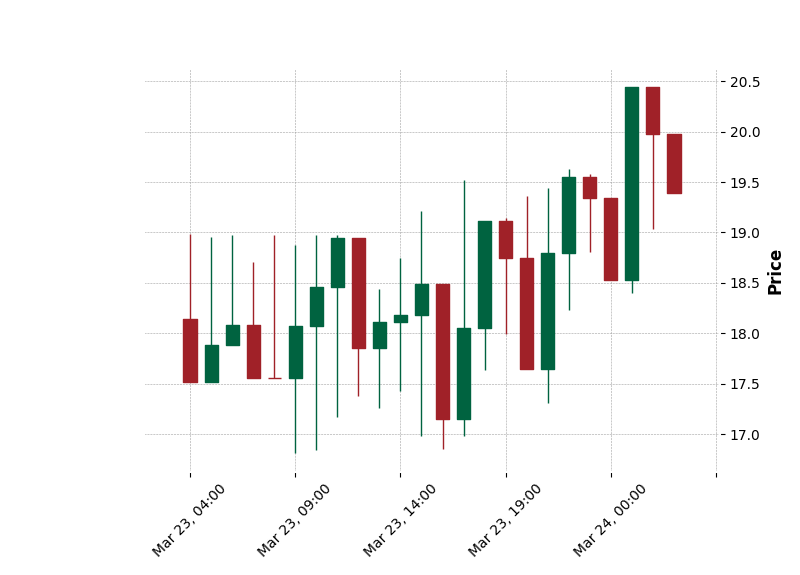 20.5
20.0
19.5
19.0
18.5
18.0
17.5
17.0
Price
Mar 23, 04:00
Mar 23, 09:00
Mar 23, 14:00
Mar 23, 19:00
Mar 24, 00:00